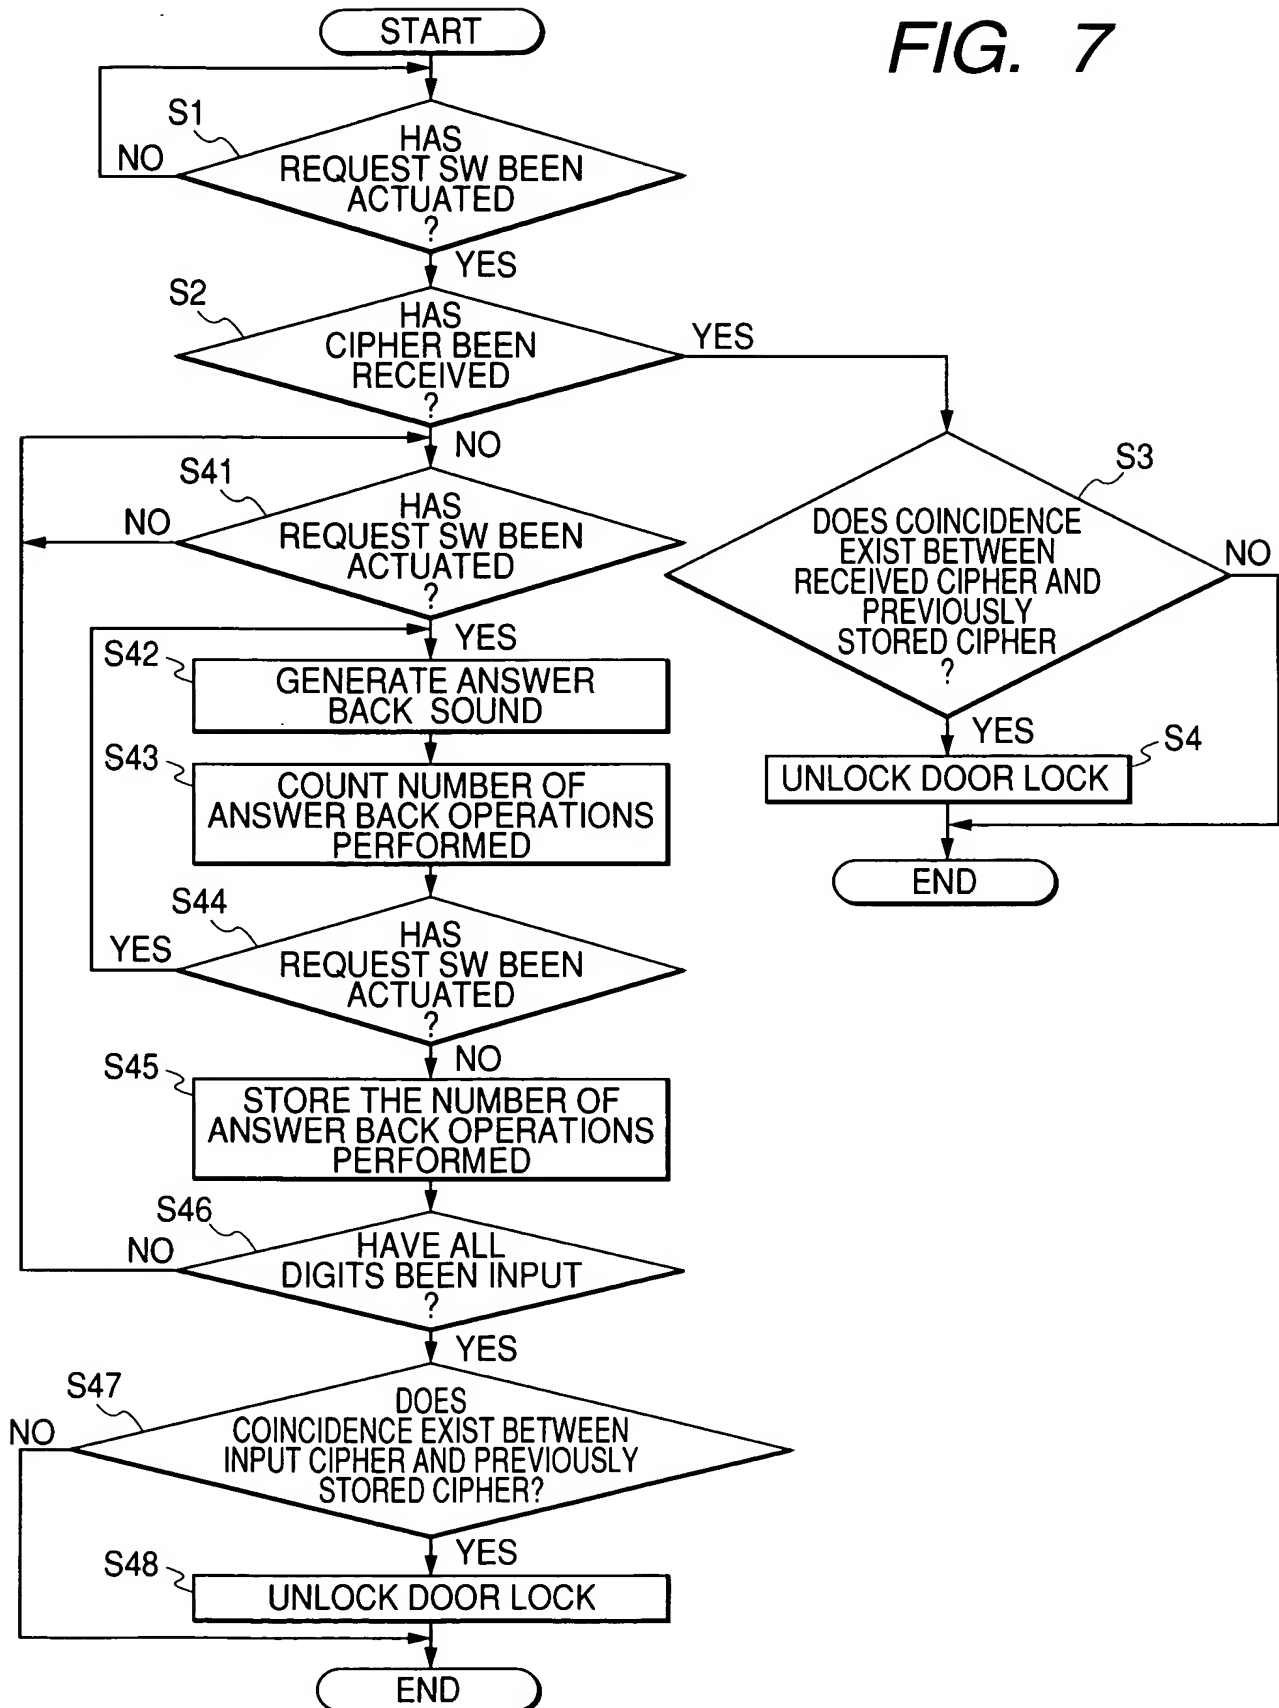 START
FIG. 7
S1
NO
HAS
REQUEST SW BEEN
ACTUATED
?
YES
S2
HAS
CIPHER BEEN
RECEIVED
?
YES
NO
S41
NO
HAS
REQUEST SW BEEN
ACTUATED
?
YES
S3
DOES COINCIDENCE
EXIST BETWEEN
RECEIVED CIPHER AND
PREVIOUSLY
STORED CIPHER
?
NO
YES
S4
UNLOCK DOOR LOCK
END
S42
GENERATE ANSWER
BACK SOUND
S43
COUNT NUMBER OF
ANSWER BACK OPERATIONS
PERFORMED
S44
YES
HAS
REQUEST SW BEEN
ACTUATED
?
NO
S45
STORE THE NUMBER OF
ANSWER BACK OPERATIONS
PERFORMED
S46
NO
HAVE ALL
DIGITS BEEN INPUT
?
YES
S47
NO
DOES
COINCIDENCE EXIST BETWEEN
INPUT CIPHER AND PREVIOUSLY
STORED CIPHER?
YES
S48
UNLOCK DOOR LOCK
END